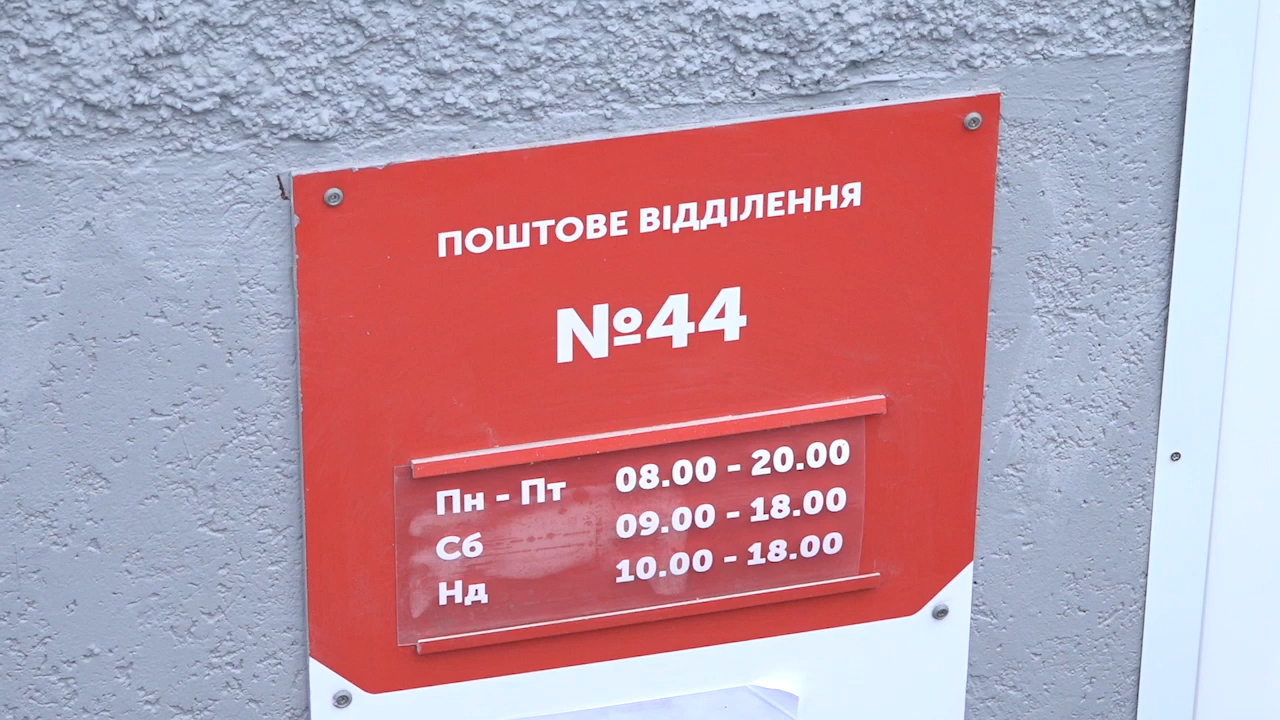 ПОШТОВЕ ВІДДІЛЕННЯ
№44
Пн - Пт 08.00 - 20.00
Сб 09.00 - 18.00
Нд 10.00 - 18.00